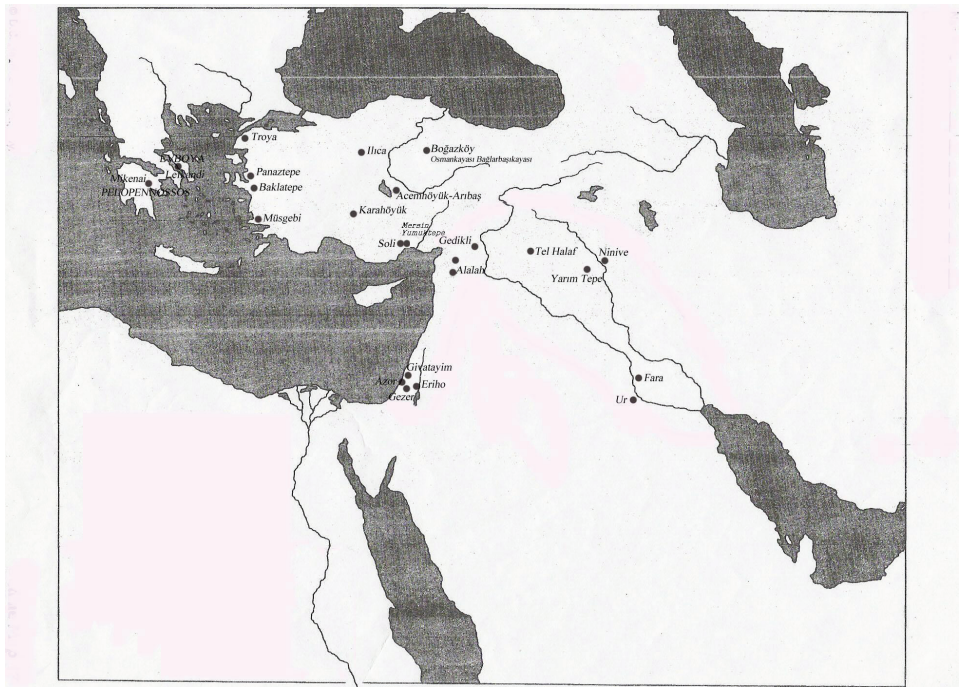 Troya
Ilıca
Boğazköy
Osmankayası Bağlarbaşıkayası
EVBOYA
Lefkandi
Mikenai
PELOPENNOSSOS
Panaztepe
Baklatepe
Acemhöyük-Arıbaş
Müsgebi
Karahöyük
Mersin
Yumuktepe
Soli
Gedikli
Alalah
Tel Halaf
Ninive
Yarım Tepe
Givatayim
Azor
Eriho
Gezer
Fara
Ur